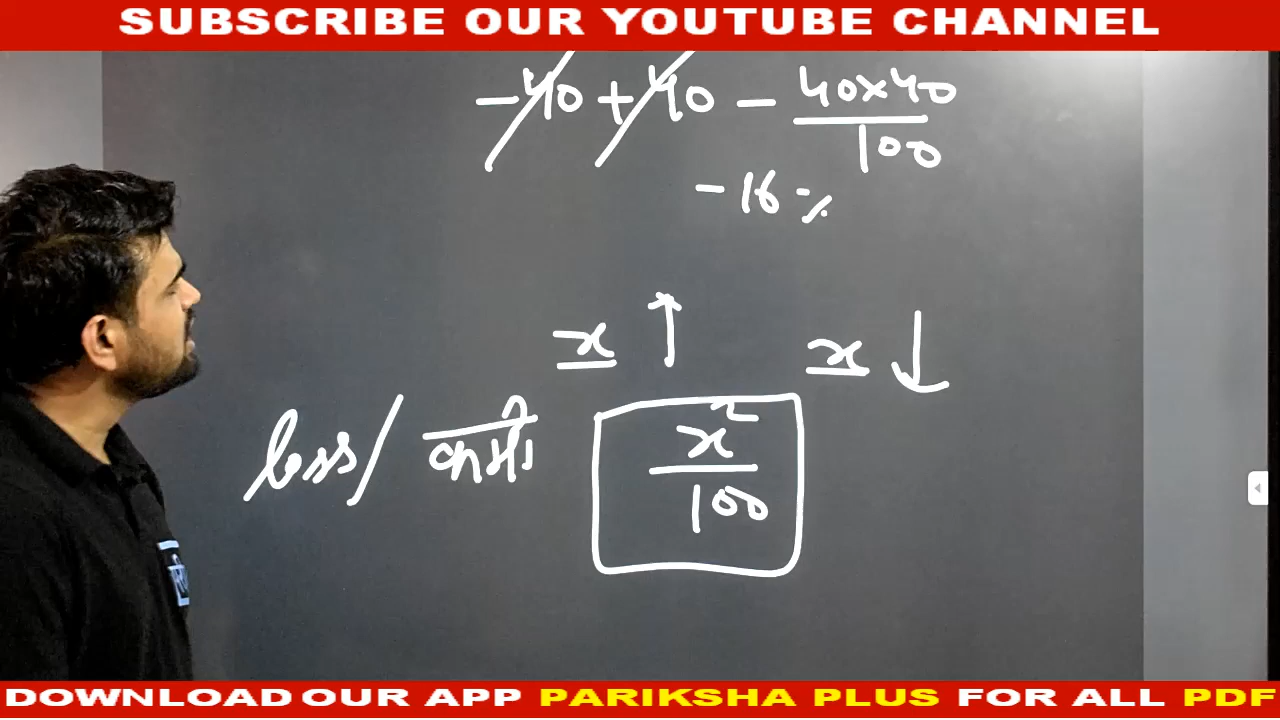 SUBSCRIBE OUR YOUTUBE CHANNEL
-40 + 40 - 40×40
100
-16%
x ↑ x ↓
less/ कमी x²
100
DOWNLOAD OUR APP PARIKSHA PLUS FOR ALL PDF